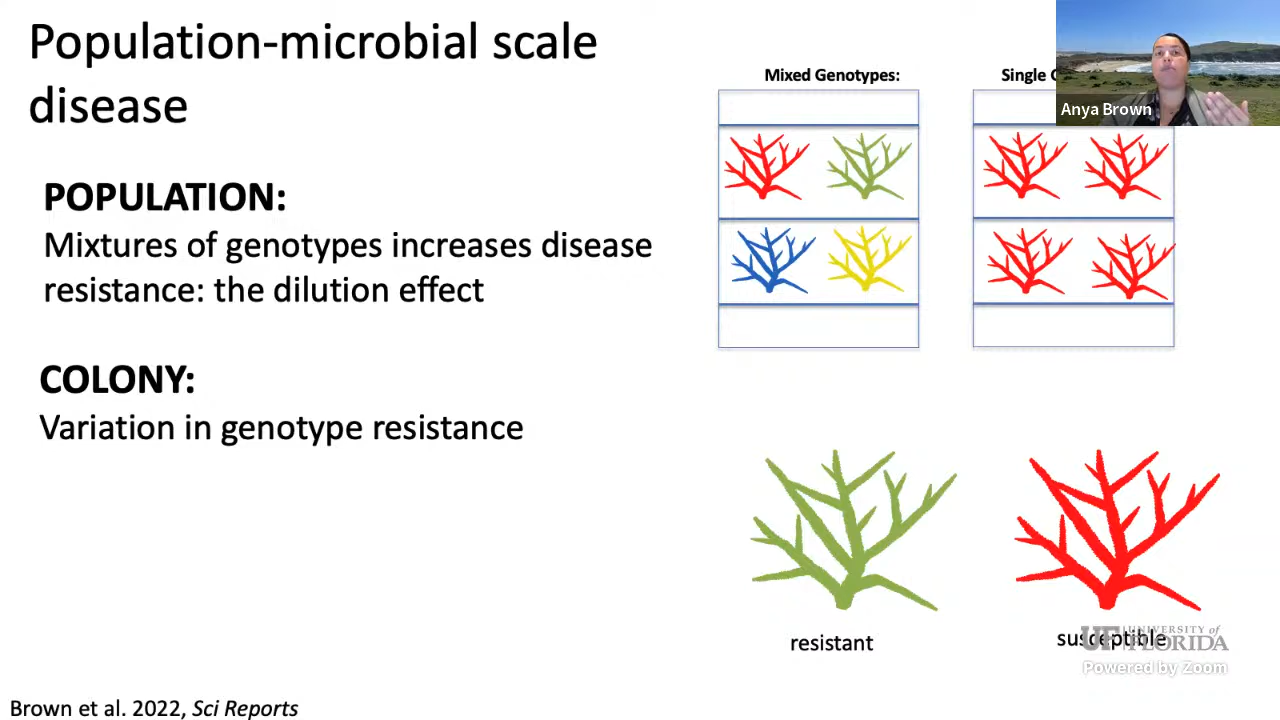 Population-microbial scale
disease
Mixed Genotypes:
Single
Anya Brown
POPULATION:
Mixtures of genotypes increases disease
resistance: the dilution effect
COLONY:
Variation in genotype resistance
resistant
susceptible
UF UNIVERSITY of
FLORIDA
Powered by Zoom
Brown et al. 2022, Sci Reports